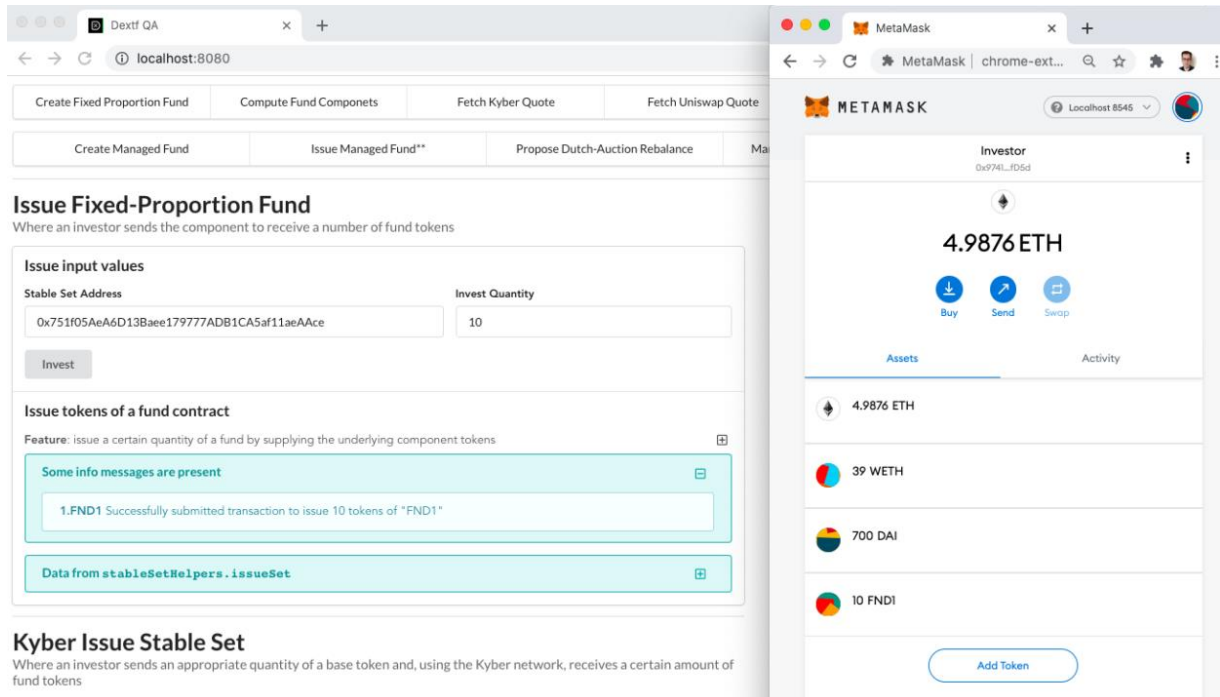 Dextf QA
localhost:8080
Create Fixed Proportion Fund
Compute Fund Componets
Fetch Kyber Quote
Fetch Uniswap Quote
Create Managed Fund
Issue Managed Fund**
Propose Dutch-Auction Rebalance
Issue Fixed-Proportion Fund
Where an investor sends the component to receive a number of fund tokens
Issue input values
Stable Set Address
Invest Quantity
0x751f05AeA6D13Baee179777ADB1CA5af11aeAAce
10
Invest
Issue tokens of a fund contract
Feature: issue a certain quantity of a fund by supplying the underlying component tokens
Some info messages are present
1.FND1 Successfully submitted transaction to issue 10 tokens of "FND1"
Data from stableSetHelpers.issueSet
Kyber Issue Stable Set
Where an investor sends an appropriate quantity of a base token and, using the Kyber network, receives a certain amount of
fund tokens
MetaMask
MetaMask | chrome-ext...
METAMASK
Localhost 8545
Investor
0x9741...fD5d
4.9876 ETH
Buy
Send
Swap
Assets
Activity
4.9876 ETH
39 WETH
700 DAI
10 FND1
Add Token